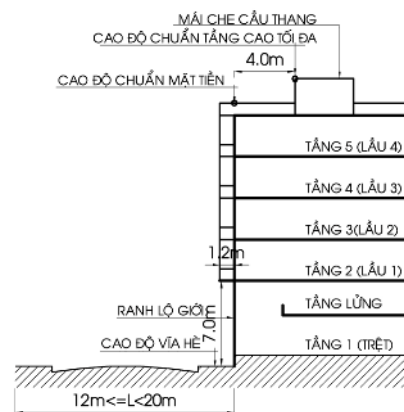 MÁI CHE CẦU THANG
CAO ĐỘ CHUẨN TẦNG CAO TỐI ĐA
4.0m
CAO ĐỘ CHUẨN MẶT TIỀN
TẦNG 5 (LẦU 4)
TẦNG 4 (LẦU 3)
TẦNG 3(LẦU 2)
1.2m
TẦNG 2 (LẦU 1)
RANH LỘ GIỚI
7.0m
TẦNG LỬNG
CAO ĐỘ VỈA HÈ
TẦNG 1 (TRỆT)
12m<=L<20m